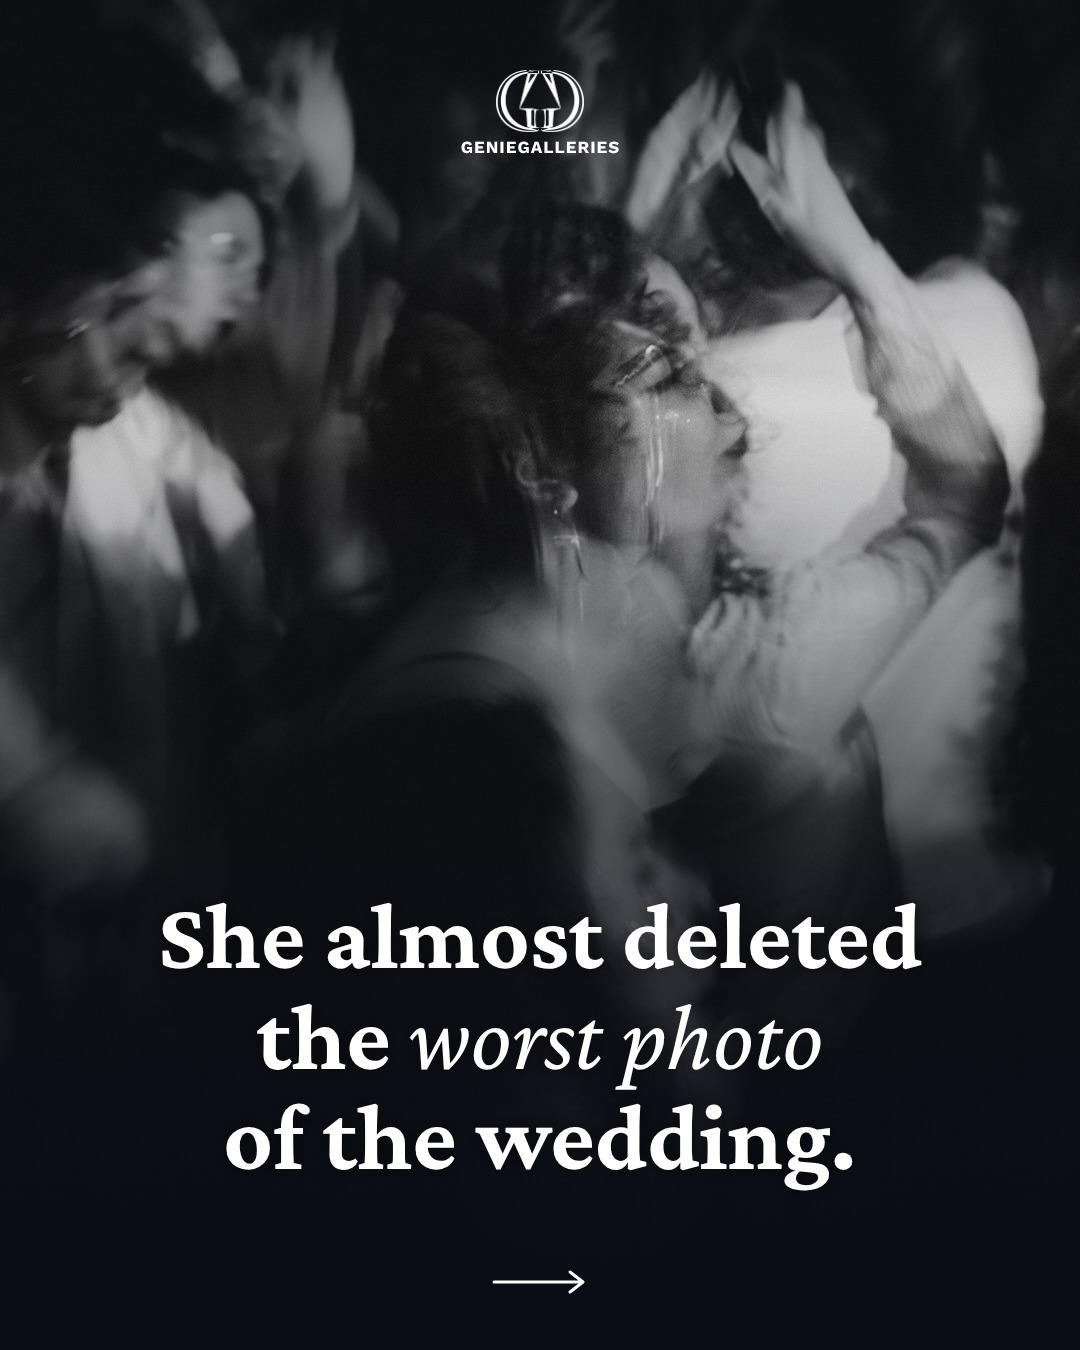 GENIEGALLERIES
She almost deleted
the worst photo
of the wedding.